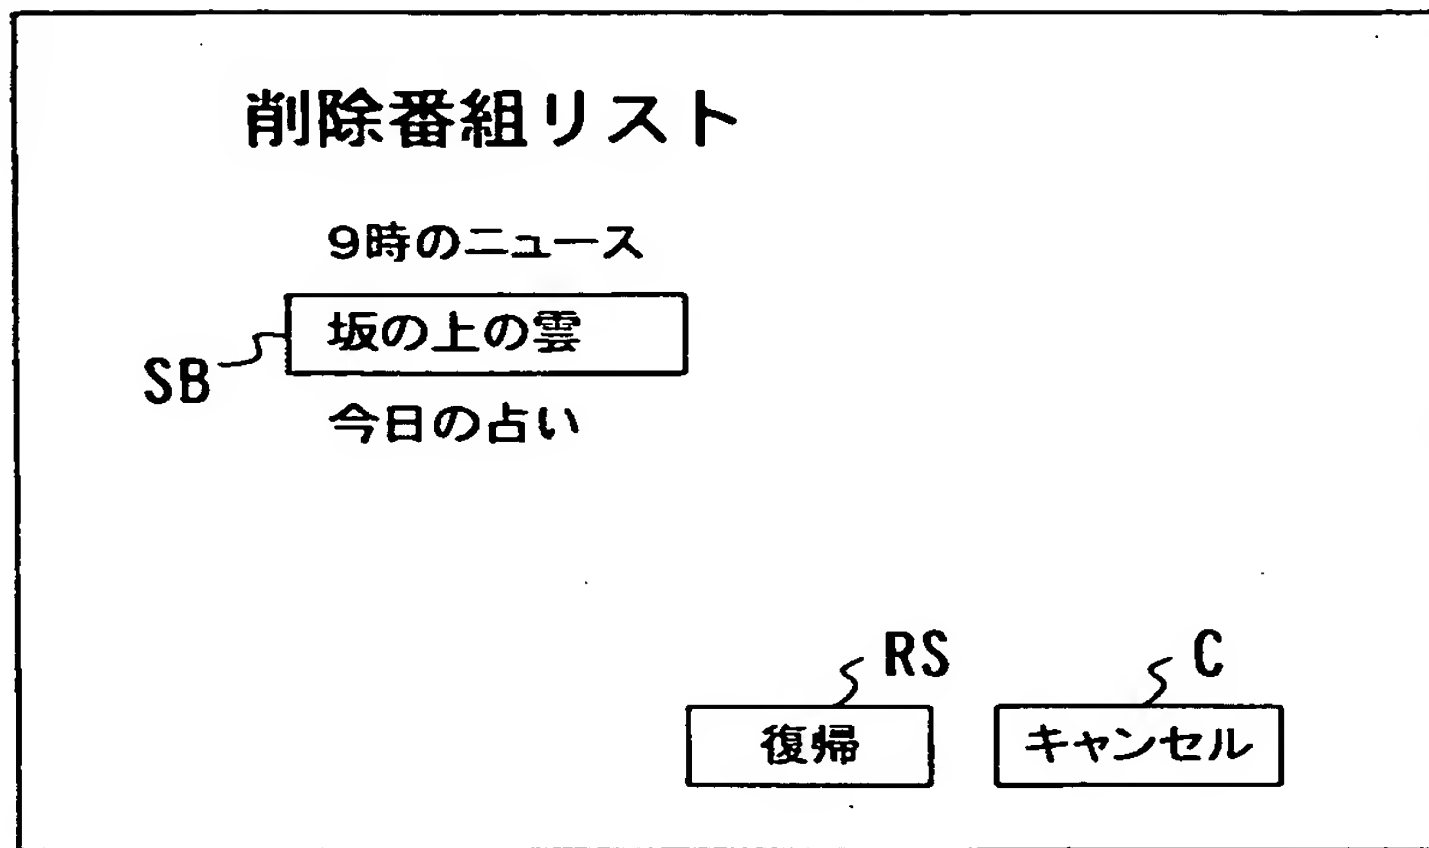 削除番組リスト
9時のニュース
坂の上の雲
SB
今日の占い
RS
C
復帰
キャンセル